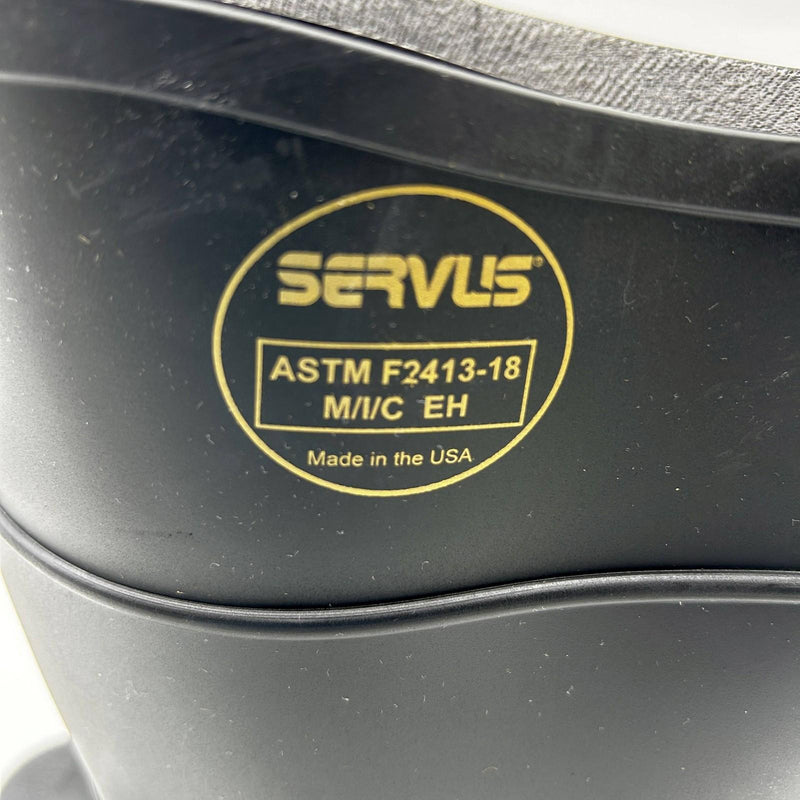 SERVUS®
ASTM F2413-18
M/I/C EH
Made in the USA